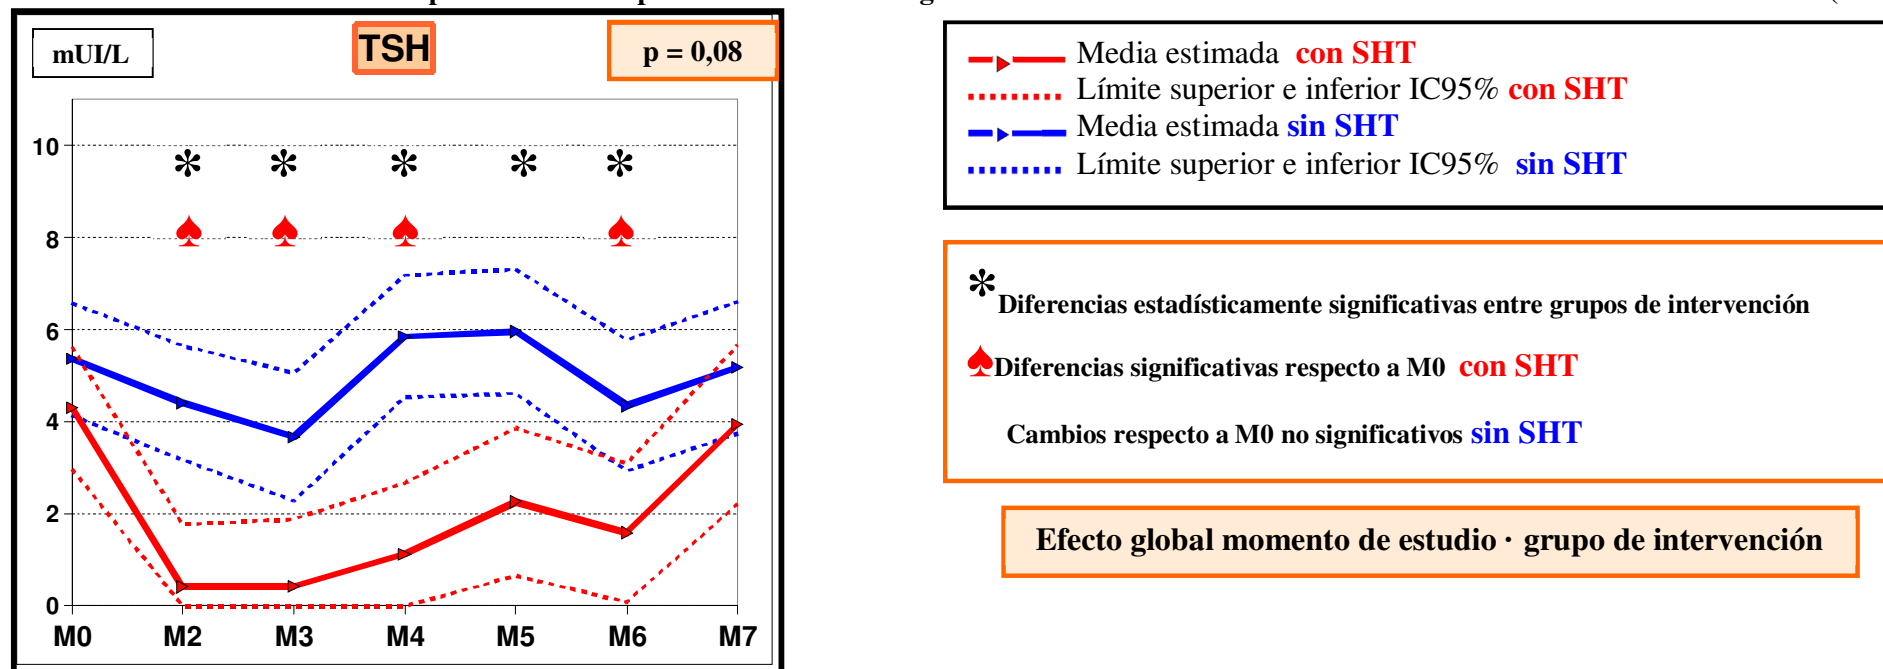 mUI/L
TSH
p = 0,08
10
8
6
4
2
0
M0 M2 M3 M4 M5 M6 M7
Media estimada con SHT
Límite superior e inferior IC95% con SHT
Media estimada sin SHT
Límite superior e inferior IC95% sin SHT
Diferencias estadísticamente significativas entre grupos de intervención
Diferencias significativas respecto a M0 con SHT
Cambios respecto a M0 no significativos sin SHT
Efecto global momento de estudio · grupo de intervención